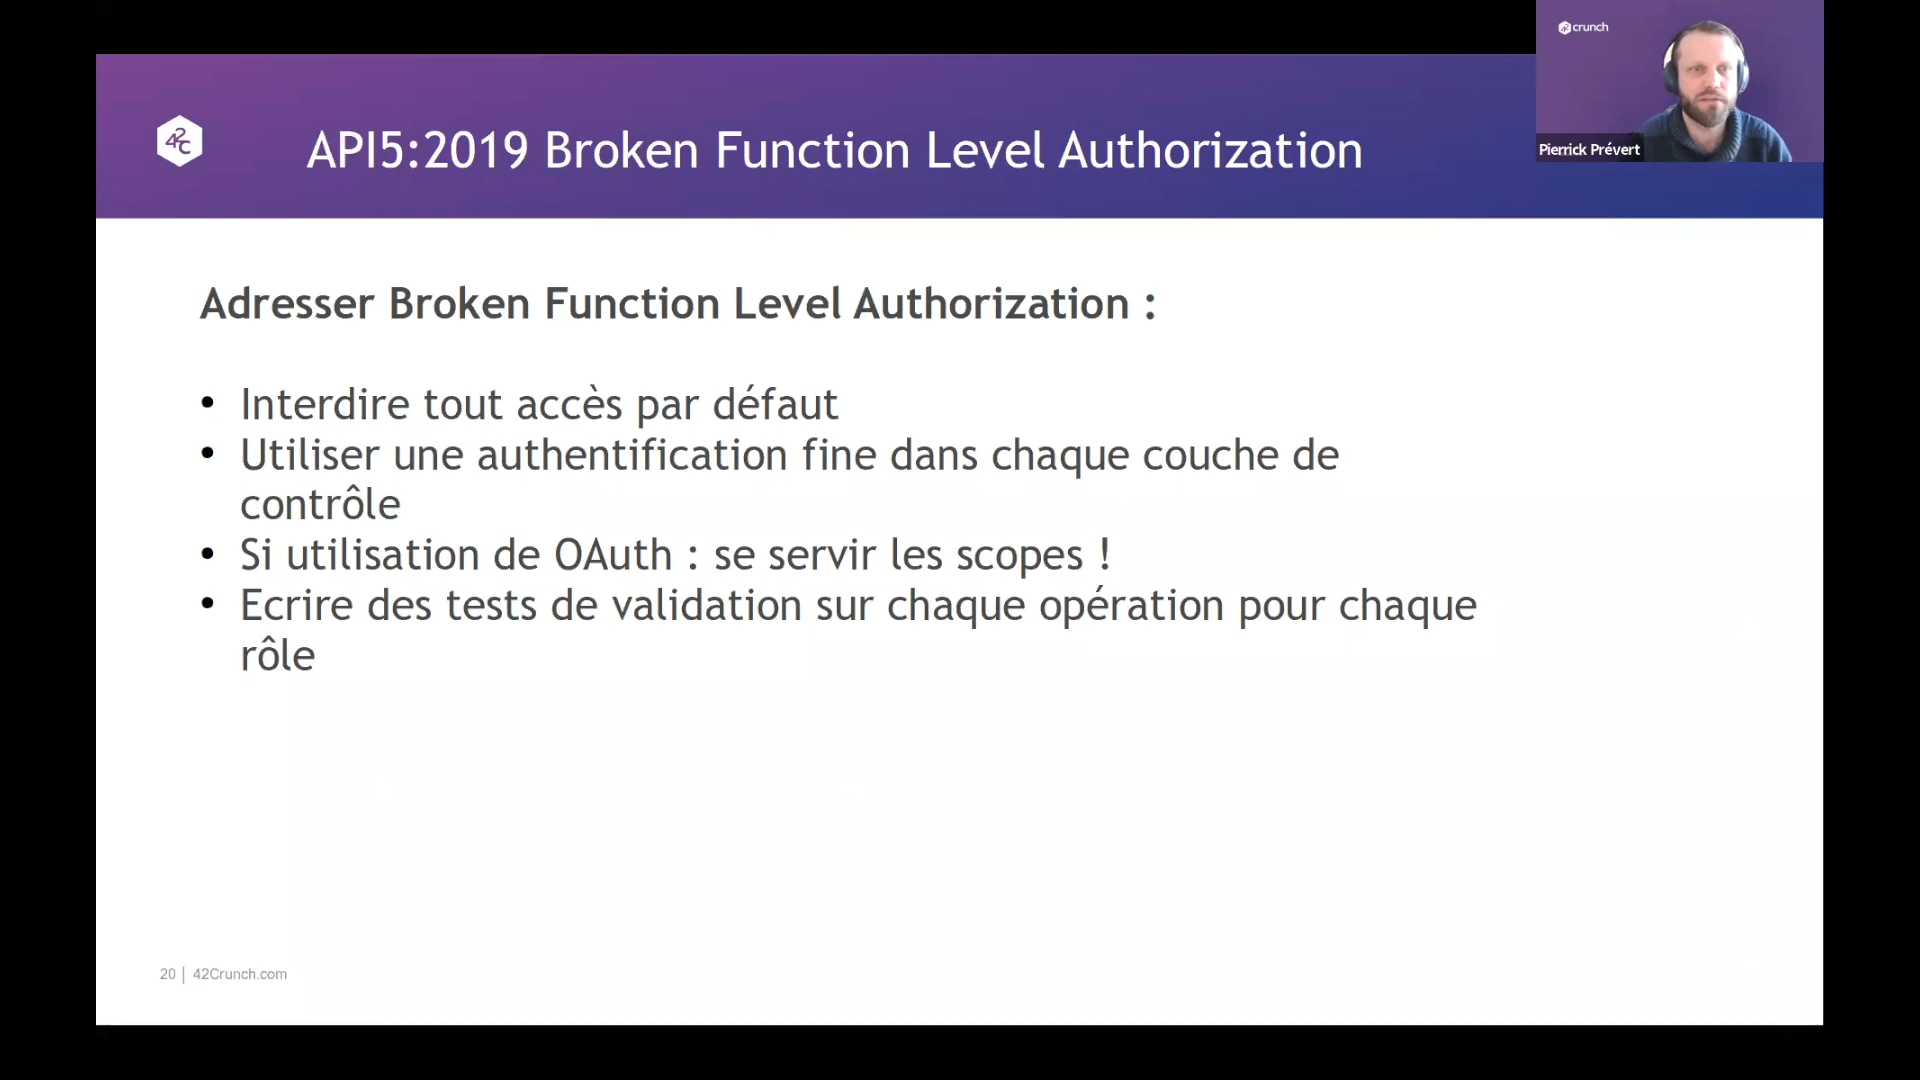 crunch
Pierrick Prévert
42c
API5:2019 Broken Function Level Authorization
Adresser Broken Function Level Authorization :
• Interdire tout accès par défaut
• Utiliser une authentification fine dans chaque couche de
contrôle
• Si utilisation de OAuth : se servir les scopes !
• Ecrire des tests de validation sur chaque opération pour chaque
rôle
20 | 42Crunch.com